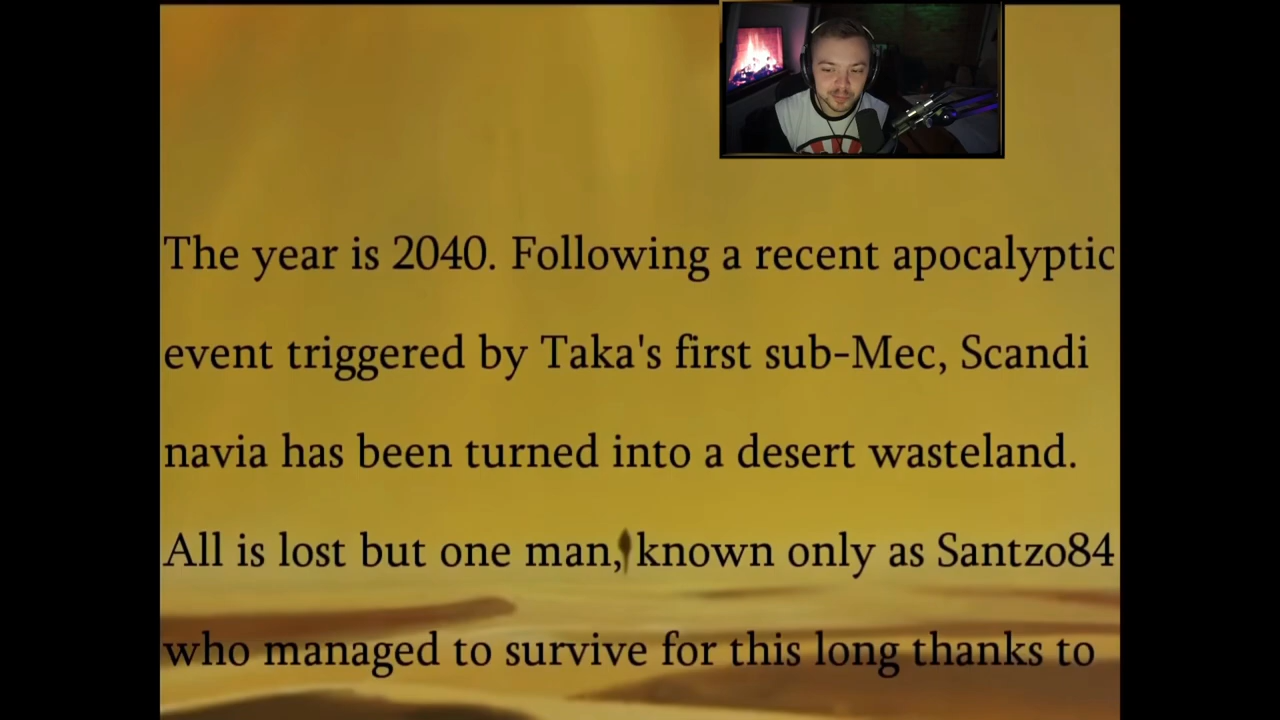 The year is 2040. Following a recent apocalyptic
event triggered by Taka's first sub-Mec, Scandi
navia has been turned into a desert wasteland.
All is lost but one man, known only as Santzo84
who managed to survive for this long thanks to